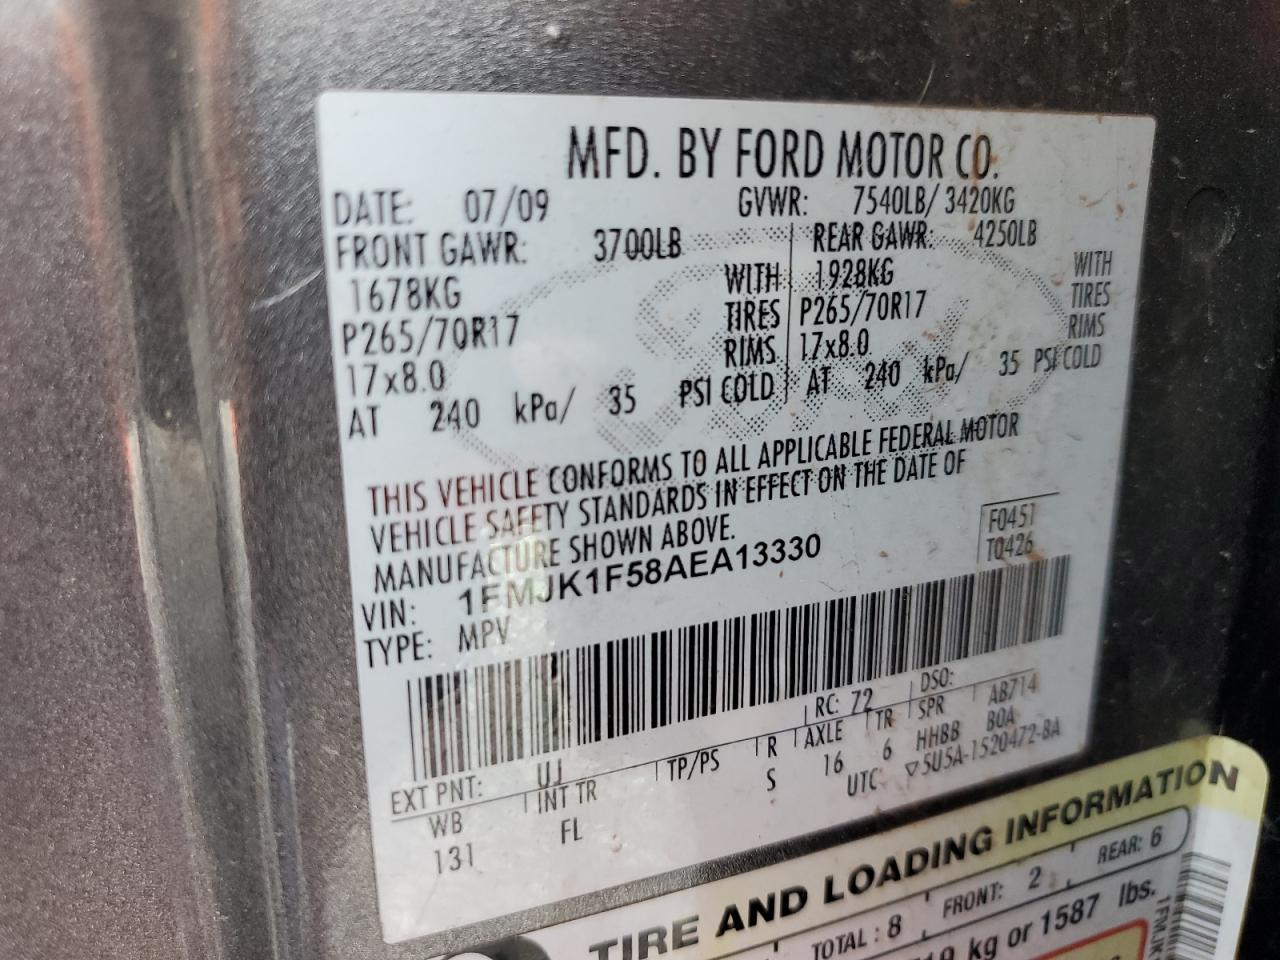 MFD. BY FORD MOTOR CO.
DATE: 07/09 GVWR: 7540LB/ 3420KG
FRONT GAWR: 3700LB REAR GAWR: 4250LB
1678KG WITH 1928KG WITH
P265/70R17 TIRES P265/70R17 TIRES
17x8.0 RIMS 17x8.0 RIMS
AT 240 kPa/ 35 PSI COLD AT 240 kPa/ 35 PSI COLD
THIS VEHICLE CONFORMS TO ALL APPLICABLE FEDERAL MOTOR
VEHICLE SAFETY STANDARDS IN EFFECT ON THE DATE OF
MANUFACTURE SHOWN ABOVE.
F0451
T0426
VIN: 1FMJK1F58AEA13330
TYPE: MPV
EXT PNT: UJ RC: 72 DSO:
WB INT TR TP/PS R AXLE TR SPR AB714
131 FL S 16 6 HHBB BOA
UTC ▽5U5A-1520472-BA
TIRE AND LOADING INFORMATION
TOTAL : 8 FRONT: 2 REAR: 6
kg or 1587 lbs.